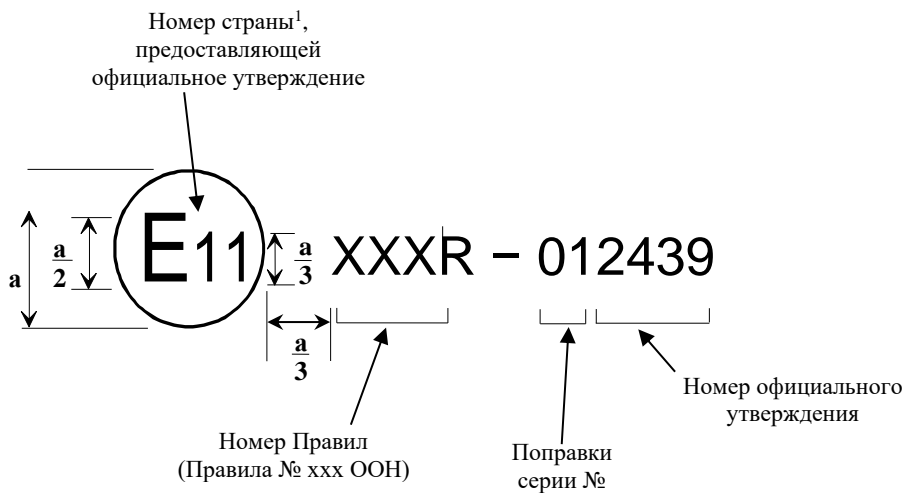 Номер страны¹,
предоставляющей
официальное утверждение
a
a
2
E11
a
3
XXXR – 012439
a
3
Номер Правил
(Правила № xxx ООН)
Поправки
серии №
Номер официального
утверждения